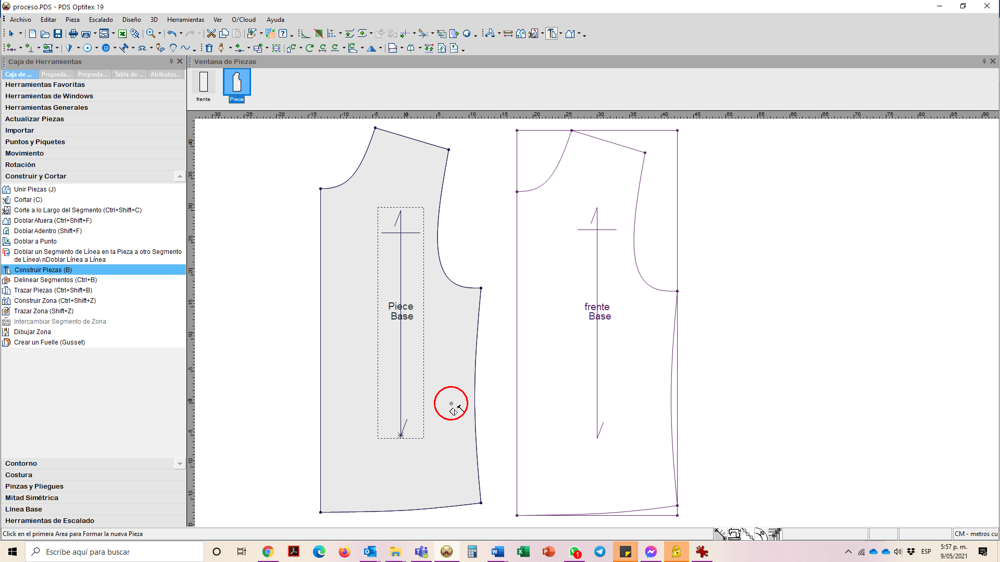 proceso.PDS - PDS Optitex 19
Archivo Editar Pieza Escalado Diseño 3D Herramientas Ver O/Cloud Ayuda
Caja de Herramientas
Ventana de Piezas
Caja de ... Propieda... Propieda... Tabla de ... Atributos...
Herramientas Favoritas
Herramientas de Windows
Herramientas Generales
Actualizar Piezas
Importar
Puntos y Piquetes
Movimiento
Rotación
Construir y Cortar
Unir Piezas (J)
Cortar (C)
Corte a lo Largo del Segmento (Ctrl+Shift+C)
Doblar Afuera (Ctrl+Shift+F)
Doblar Adentro (Shift+F)
Doblar a Punto
Doblar un Segmento de Línea en la Pieza a otro Segmento
de Línea\ nDoblar Línea a Línea
Construir Piezas (B)
Delinear Segmentos (Ctrl+B)
Trazar Piezas (Ctrl+Shift+B)
Construir Zona (Ctrl+Shift+Z)
Trazar Zona (Shift+Z)
Intercambiar Segmento de Zona
Dibujar Zona
Crear un Fuelle (Gusset)
Contorno
Costura
Pinzas y Pliegues
Mitad Simétrica
Línea Base
Herramientas de Escalado
frente Piece
-30 -25 -20 -15 -10 -5 0 5 10 15 20 25 30 35 40 45 50 55 60 65 70 75 80 85 90
40
35
30
25
20
15
10
5
0
-5
-10
-15
Piece
Base
frente
Base
Click en el primera Area para Formar la nueva Pieza
CM - metros cu
Escribe aquí para buscar
1
ESP
5:57 p. m.
9/05/2021